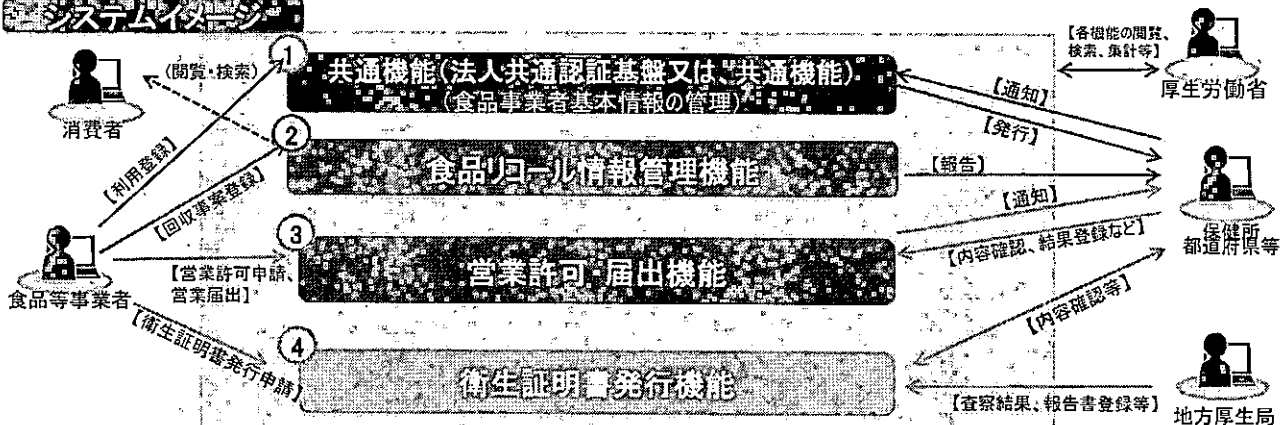 システムイメージ
消費者
(閲覧・検索)
【利用登録】
【回収事案登録】
食品等事業者
【営業許可申請、
営業届出】
【衛生証明書発行申請】
①
共通機能(法人共通認証基盤又は、共通機能)
(食品事業者基本情報の管理)
②
食品リコール情報管理機能
③
営業許可・届出機能
④
衛生証明書発行機能
【各機能の閲覧、
検索、集計等】
厚生労働省
【通知】
【発行】
【報告】
【通知】
【内容確認、結果登録など】
保健所
都道府県等
【内容確認等】
【査察結果、報告書登録等】
地方厚生局